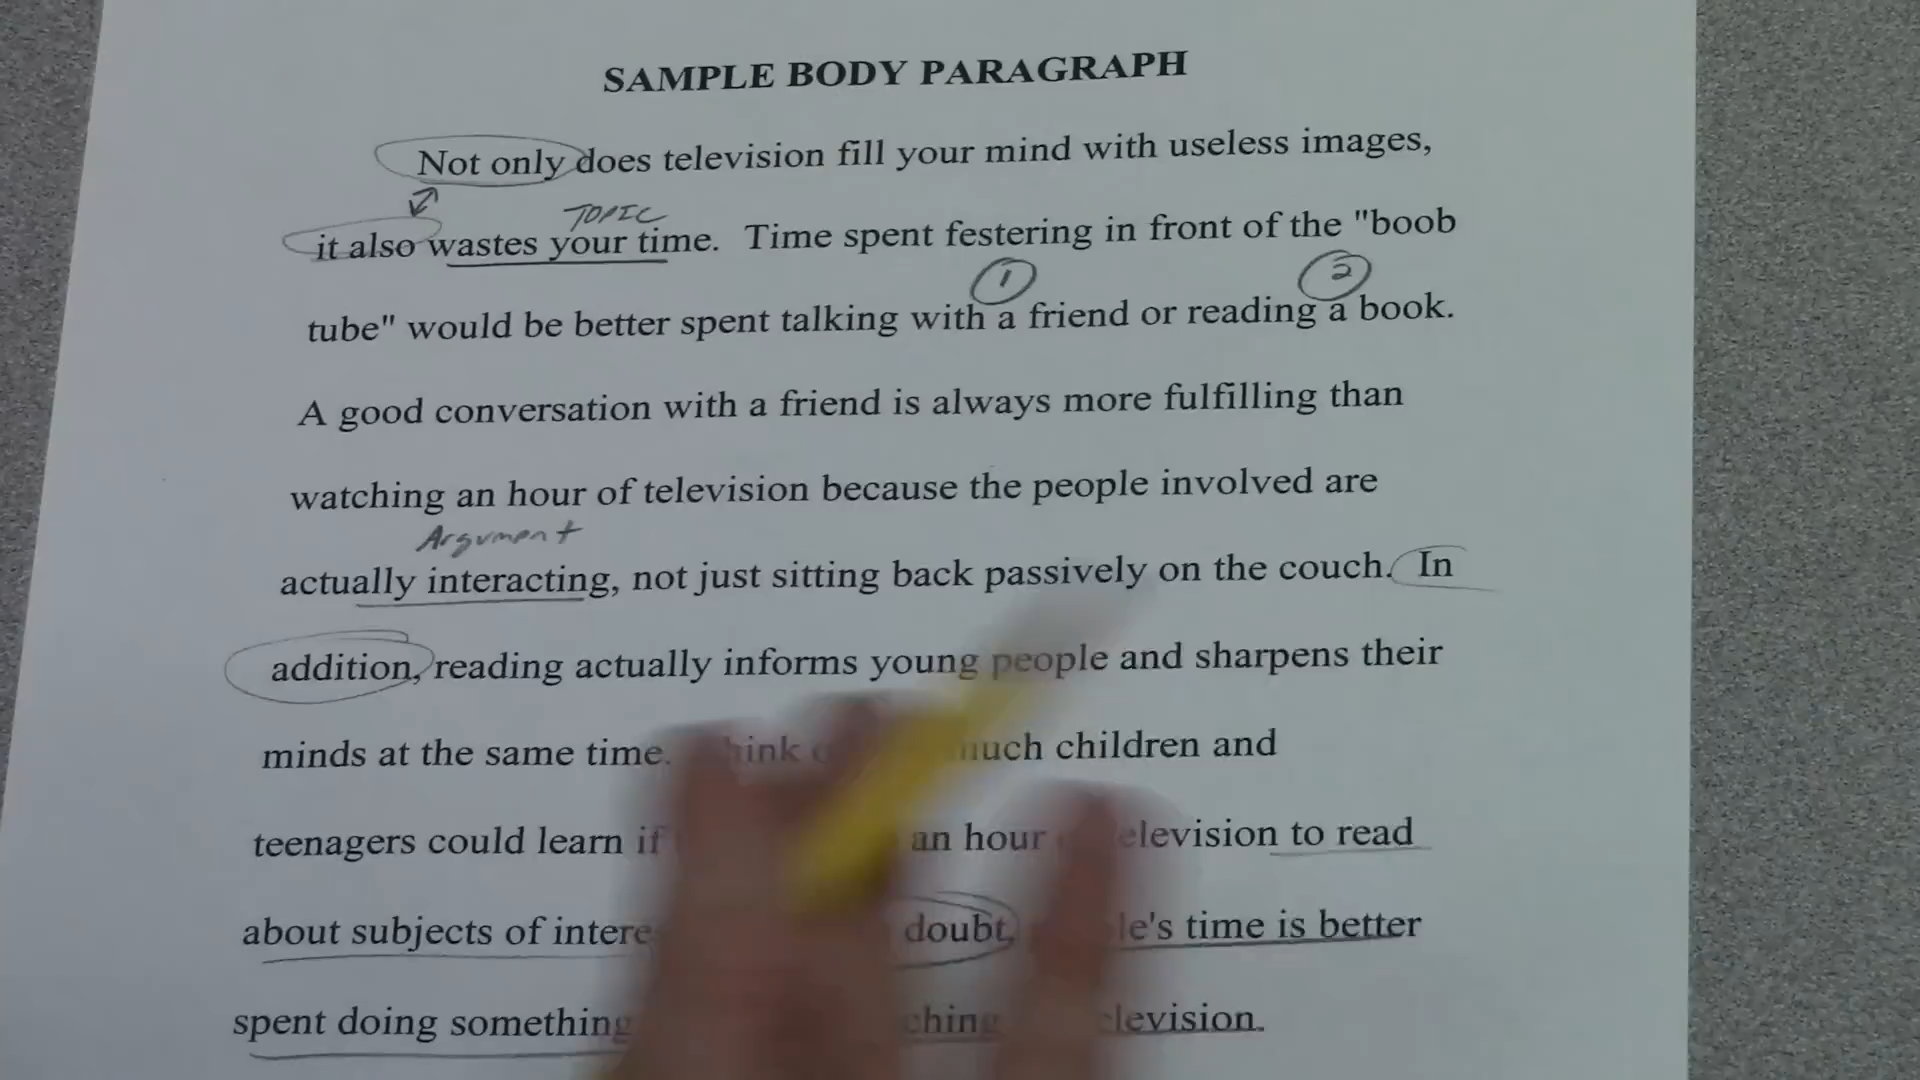 SAMPLE BODY PARAGRAPH
Not only does television fill your mind with useless images,
TOPIC
it also wastes your time. Time spent festering in front of the "boob
1 2
tube" would be better spent talking with a friend or reading a book.
A good conversation with a friend is always more fulfilling than
watching an hour of television because the people involved are
Argument
actually interacting, not just sitting back passively on the couch. In
addition, reading actually informs young people and sharpens their
minds at the same time. much children and
teenagers could learn if an hour television to read
about subjects of doubt, time is better
spent doing something television.